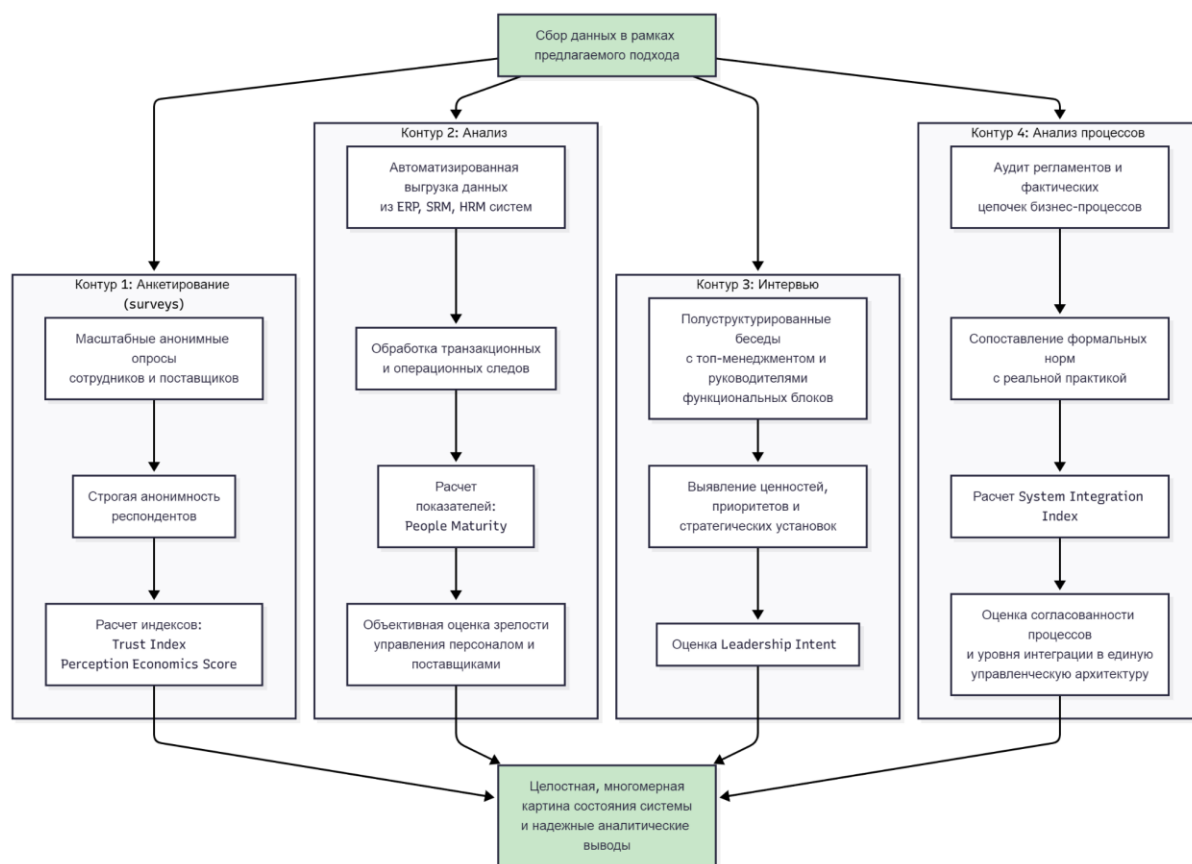 Сбор данных в рамках
предлагаемого подхода
Контур 1: Анкетирование
(surveys)
Масштабные анонимные
опросы
сотрудников и поставщиков
Строгая анонимность
респондентов
Расчет индексов:
Trust Index
Perception Economics Score
Контур 2: Анализ
Автоматизированная
выгрузка данных
из ERP, SRM, HRM систем
Обработка транзакционных
и операционных следов
Расчет
показателей:
People Maturity
Объективная оценка зрелости
управления персоналом и
поставщиками
Контур 3: Интервью
Полуструктурированные
беседы
с топ-менеджментом и
руководителями
функциональных блоков
Выявление ценностей,
приоритетов и
стратегических установок
Оценка Leadership Intent
Контур 4: Анализ процессов
Аудит регламентов и
фактических
цепочек бизнес-процессов
Сопоставление формальных
норм
с реальной практикой
Расчет System Integration
Index
Оценка согласованности
процессов
и уровня интеграции в единую
управленческую архитектуру
Целостная, многомерная
картина состояния системы
и надежные аналитические
выводы